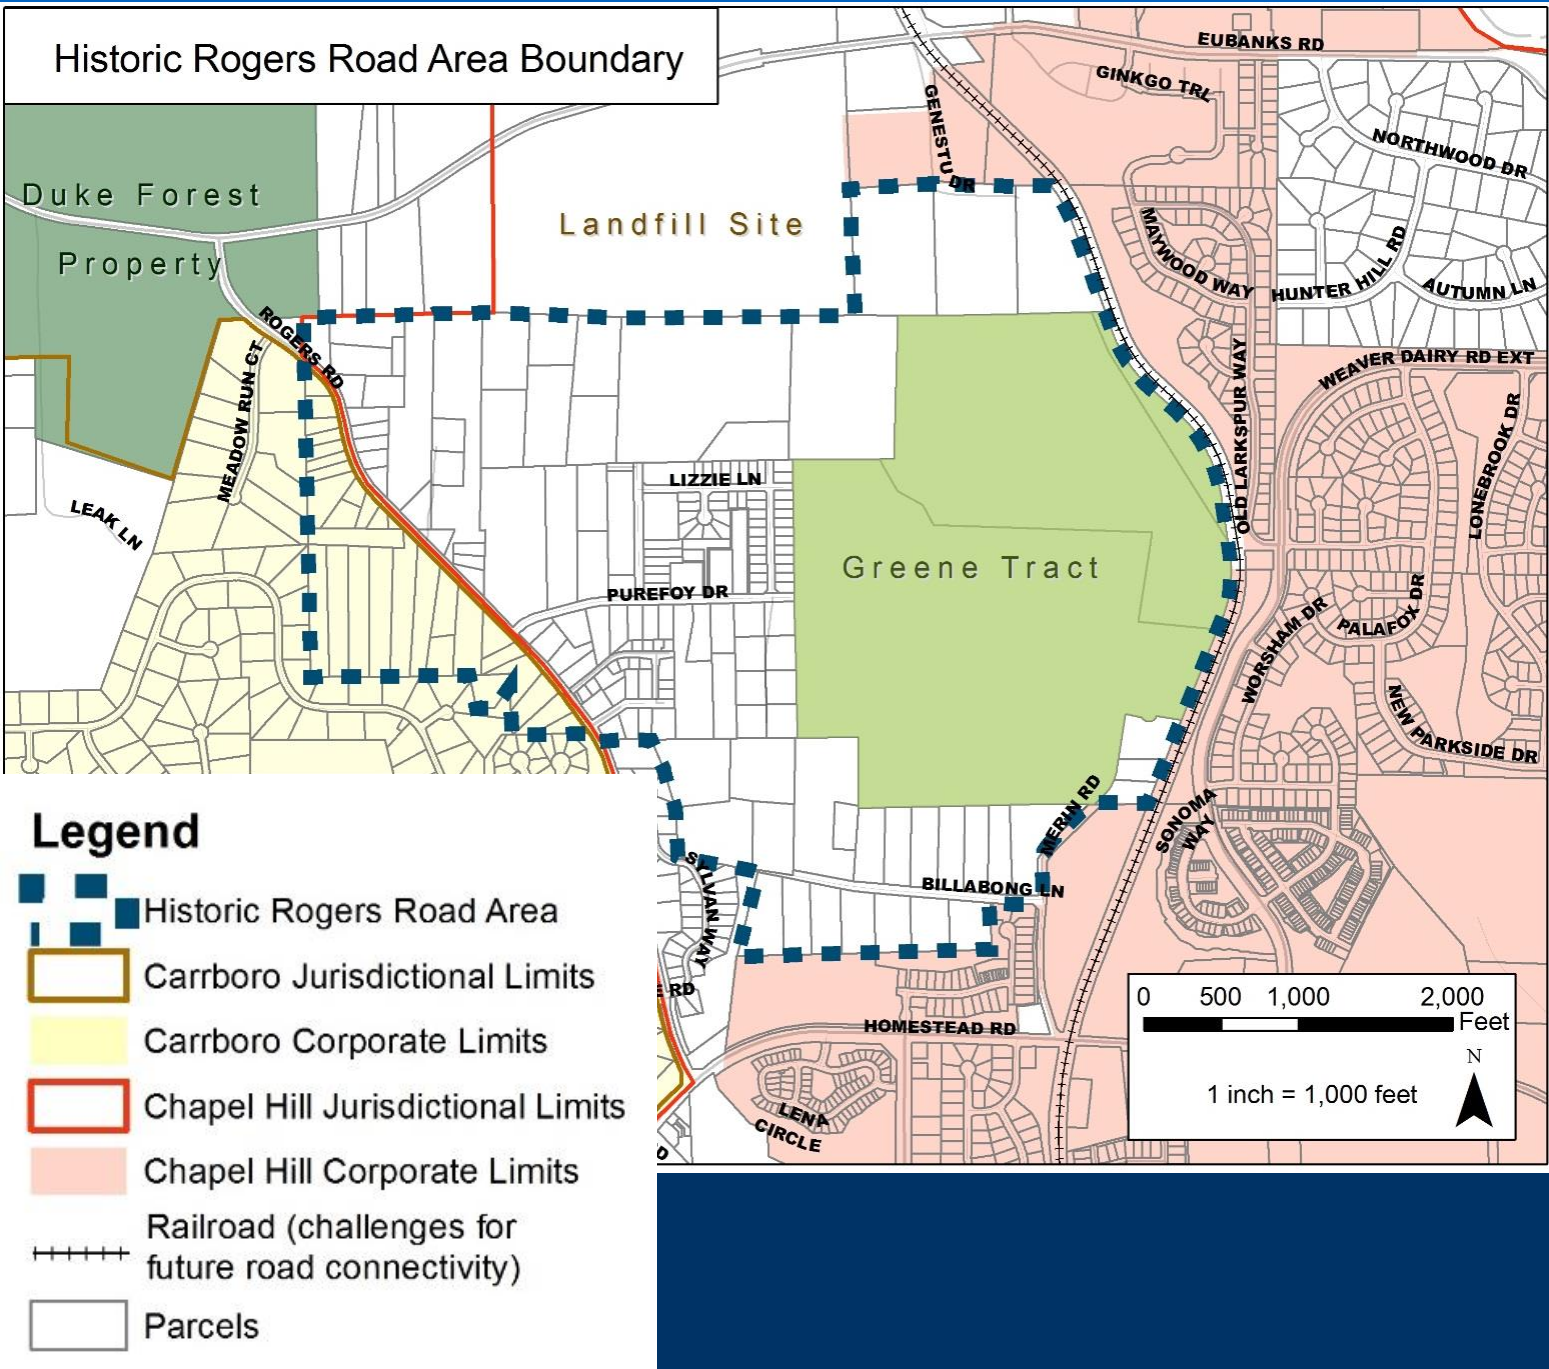 Historic Rogers Road Area Boundary
EUBANKS RD
GINKGO TRL
GENESTU DR
NORTHWOOD DR
Duke Forest
Property
Landfill Site
MAYWOOD WAY
HUNTER HILL RD
AUTUMN LN
ROGERS RD
MEADOW RUN CT
OLD LARKSPUR WAY
WEAVER DAIRY RD EXT
LONEBROOK DR
LEAK LN
LIZZIE LN
Greene Tract
PUREFOY DR
WORSHAM DR
PALAFOX DR
NEW PARKSIDE DR
MERIN RD
SONOMA
WAY
SYLVAN WAY
BILLABONG LN
E RD
HOMESTEAD RD
LENA
CIRCLE
D
0 500 1,000 2,000
Feet
N
1 inch = 1,000 feet
Legend
Historic Rogers Road Area
Carrboro Jurisdictional Limits
Carrboro Corporate Limits
Chapel Hill Jurisdictional Limits
Chapel Hill Corporate Limits
Railroad (challenges for
future road connectivity)
Parcels